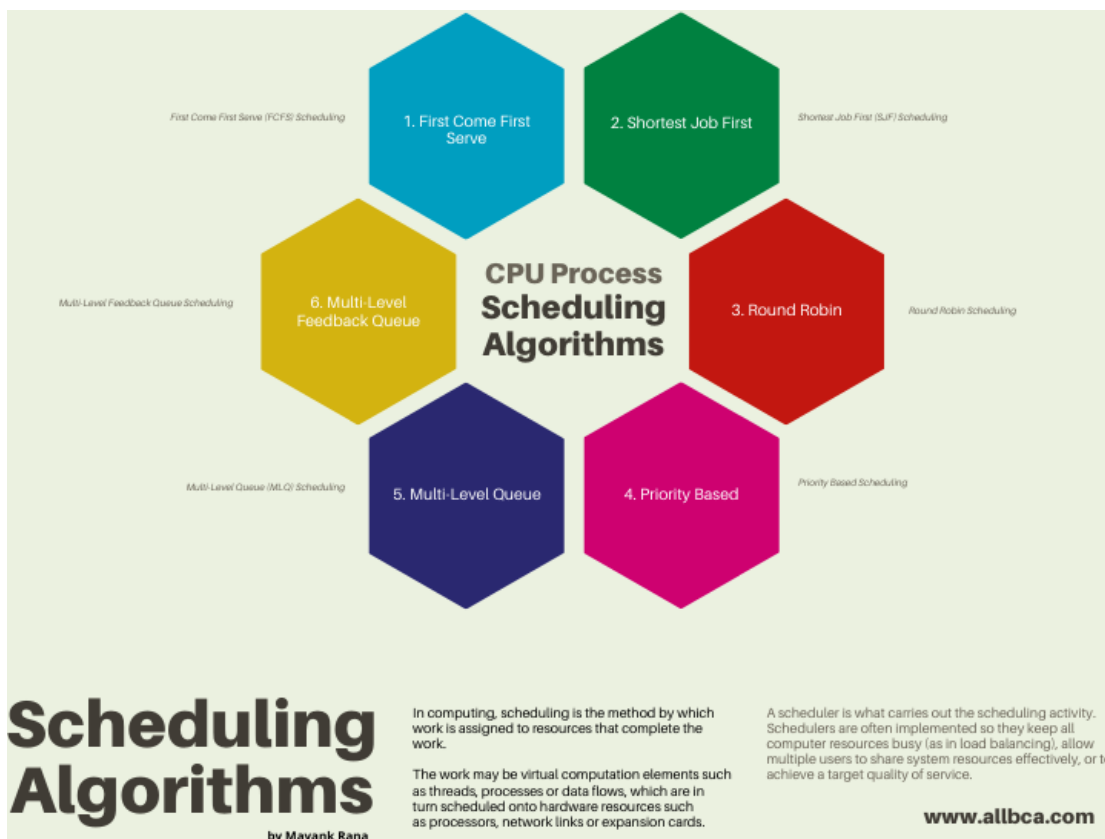 First Come First Serve (FCFS) Scheduling
1. First Come First
Serve
2. Shortest Job First
Shortest Job First (SJF) Scheduling
Multi-Level Feedback Queue Scheduling
6. Multi-Level
Feedback Queue
CPU Process
Scheduling
Algorithms
3. Round Robin
Round Robin Scheduling
Multi-Level Queue (MLQ) Scheduling
5. Multi-Level Queue
4. Priority Based
Priority Based Scheduling
Scheduling
Algorithms
by Mayank Rana
In computing, scheduling is the method by which
work is assigned to resources that complete the
work.
The work may be virtual computation elements such
as threads, processes or data flows, which are in
turn scheduled onto hardware resources such
as processors, network links or expansion cards.
A scheduler is what carries out the scheduling activity.
Schedulers are often implemented so they keep all
computer resources busy (as in load balancing), allow
multiple users to share system resources effectively, or t
achieve a target quality of service.
www.allbca.com